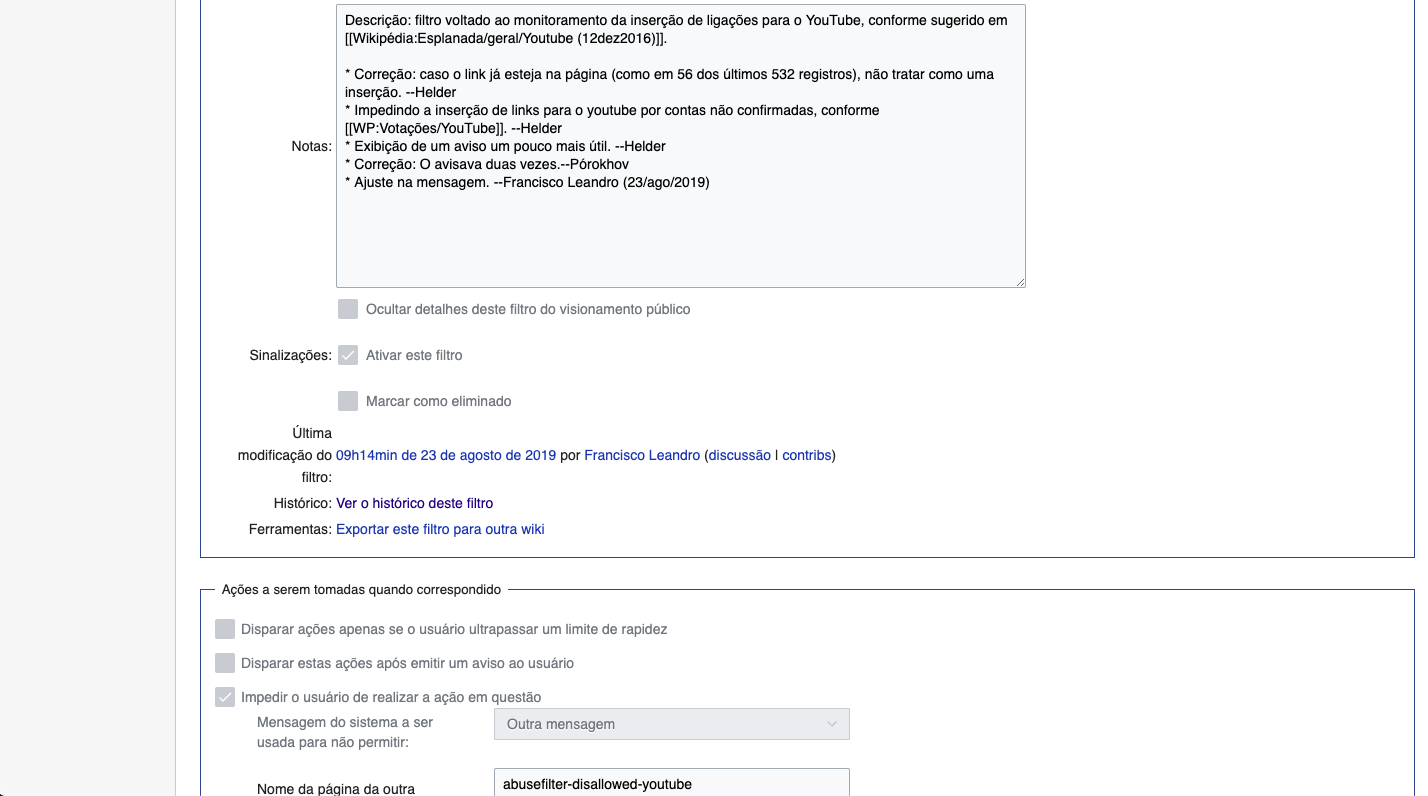 Descrição: filtro voltado ao monitoramento da inserção de ligações para o YouTube, conforme sugerido em
[[Wikipédia:Esplanada/geral/Youtube (12dez2016)]].
* Correção: caso o link já esteja na página (como em 56 dos últimos 532 registros), não tratar como uma
inserção. --Helder
* Impedindo a inserção de links para o youtube por contas não confirmadas, conforme
[[WP:Votações/YouTube]]. --Helder
Notas:
* Exibição de um aviso um pouco mais útil. --Helder
* Correção: O avisava duas vezes.--Pórokhov
* Ajuste na mensagem. --Francisco Leandro (23/ago/2019)
Ocultar detalhes deste filtro do visionamento público
Sinalizações:
Ativar este filtro
Marcar como eliminado
Última
modificação do
filtro:
09h14min de 23 de agosto de 2019 por Francisco Leandro (discussão | contribs)
Histórico: Ver o histórico deste filtro
Ferramentas: Exportar este filtro para outra wiki
Ações a serem tomadas quando correspondido
Disparar ações apenas se o usuário ultrapassar um limite de rapidez
Disparar estas ações após emitir um aviso ao usuário
Impedir o usuário de realizar a ação em questão
Mensagem do sistema a ser
usada para não permitir:
Outra mensagem
Nome da página da outra
abusefilter-disallowed-youtube